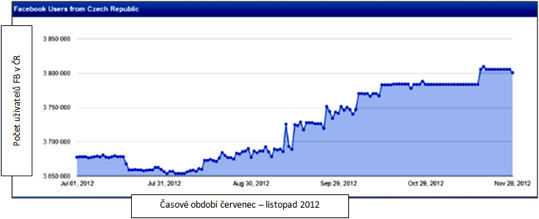 Facebook Users from Czech Republic
Počet uživatelů FB v ČR
3 850 000
3 800 000
3 750 000
3 700 000
3 650 000
Jul 01, 2012 Jul 31, 2012 Aug 30, 2012 Sep 29, 2012 Oct 29, 2012 Nov 28, 2012
Časové období červenec – listopad 2012